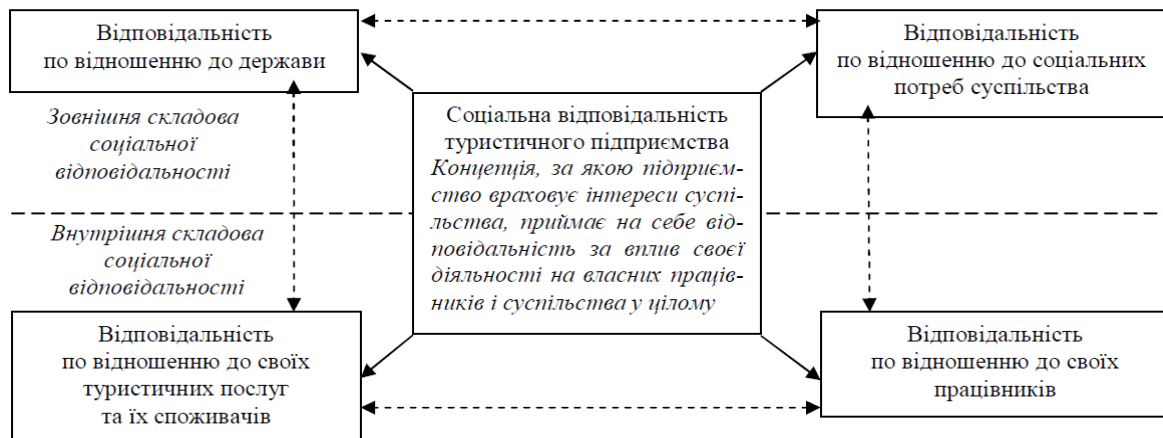 Відповідальність
по відношенню до держави
Відповідальність
по відношенню до соціальних
потреб суспільства
Зовнішня складова
соціальної
відповідальності
Соціальна відповідальність
туристичного підприємства
Концепція, за якою підприєм-
ство враховує інтереси суспі-
льства, приймає на себе від-
повідальність за вплив своєї
діяльності на власних праців-
ників і суспільства у цілому
Внутрішня складова
соціальної
відповідальності
Відповідальність
по відношенню до своїх
туристичних послуг
та їх споживачів
Відповідальність
по відношенню до своїх
працівників